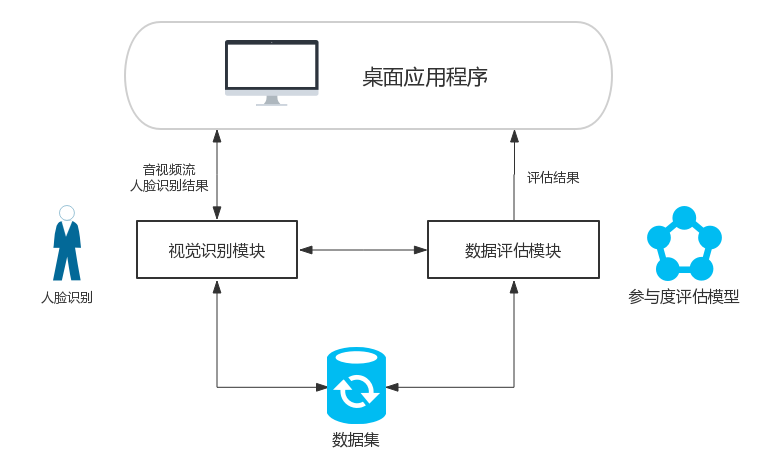 桌面应用程序
音视频流
人脸识别结果
评估结果
视觉识别模块
数据评估模块
人脸识别
参与度评估模型
数据集